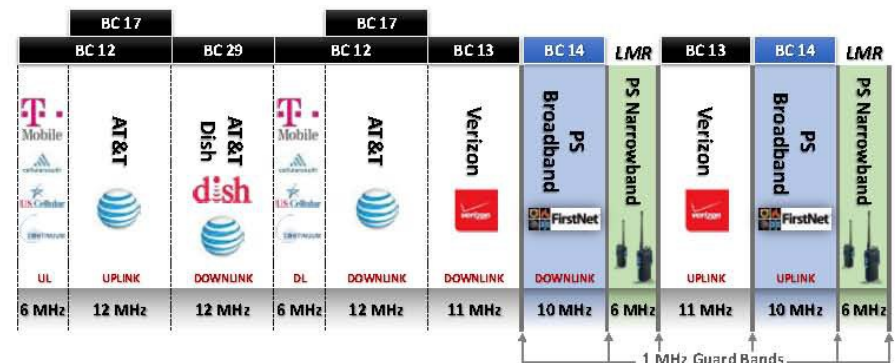 BC 17 BC 17
BC 12 BC 29 BC 12 BC 13 BC 14 LMR BC 13 BC 14 LMR
T Mobile
cellularsouth
US Cellular
CONTINUUM
UL
AT&T
UPLINK
AT&T
Dish
dish
DOWNLINK
T Mobile
cellularsouth
US Cellular
CONTINUUM
DL
AT&T
DOWNLINK
Verizon
verizon
DOWNLINK
PS
Broadband
FirstNet
DOWNLINK
PS Narrowband
Verizon
verizon
UPLINK
PS
Broadband
FirstNet
UPLINK
PS Narrowband
6 MHz 12 MHz 12 MHz 6 MHz 12 MHz 11 MHz 10 MHz 6 MHz 11 MHz 10 MHz 6 MHz
1 MHz Guard Bands